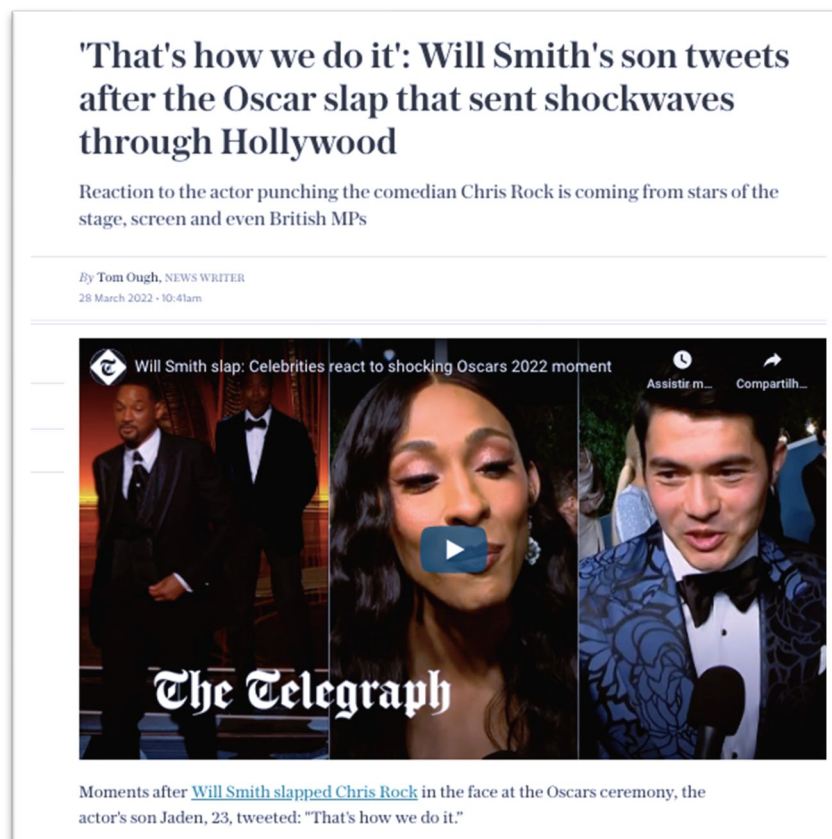 'That's how we do it': Will Smith's son tweets
after the Oscar slap that sent shockwaves
through Hollywood
Reaction to the actor punching the comedian Chris Rock is coming from stars of the
stage, screen and even British MPs
By Tom Ough, NEWS WRITER
28 March 2022 • 10:41am
Will Smith slap: Celebrities react to shocking Oscars 2022 moment
Assistir m...
Compartilh...
The Telegraph
Moments after Will Smith slapped Chris Rock in the face at the Oscars ceremony, the
actor's son Jaden, 23, tweeted: "That's how we do it."